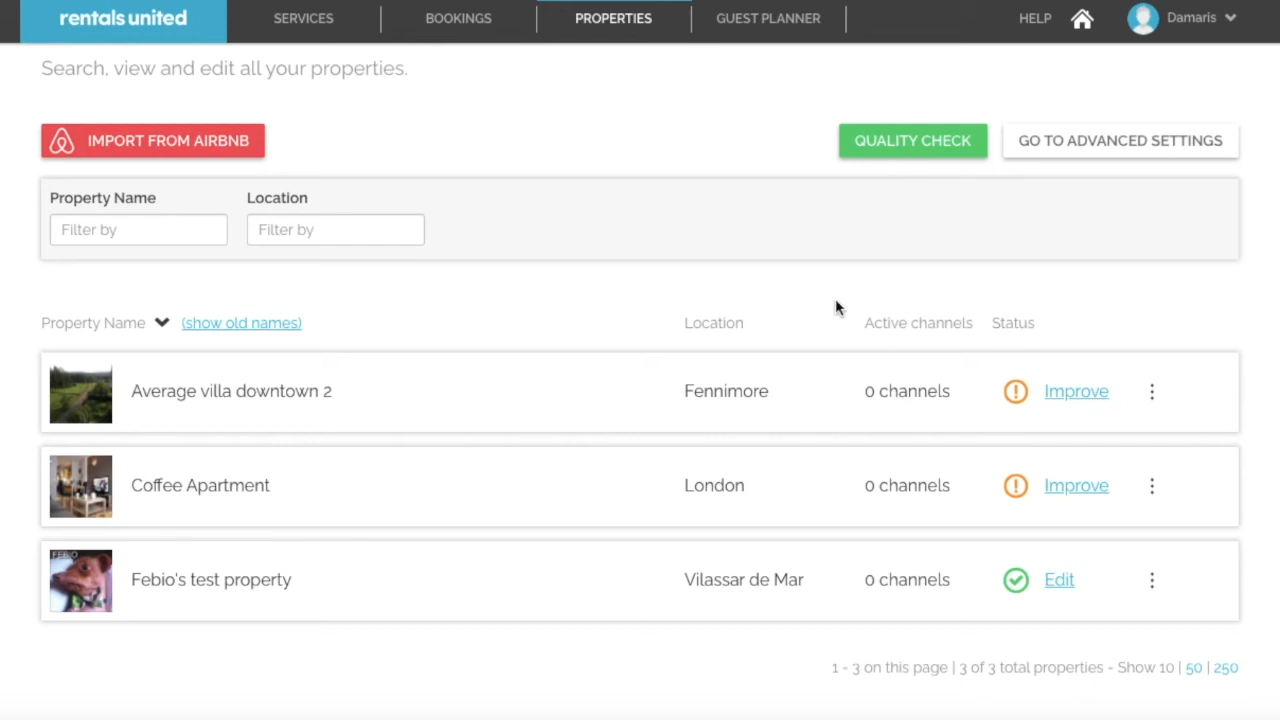 rentals united SERVICES BOOKINGS PROPERTIES GUEST PLANNER HELP Damaris
Search, view and edit all your properties.
IMPORT FROM AIRBNB QUALITY CHECK GO TO ADVANCED SETTINGS
Property Name Location
Filter by Filter by
Property Name (show old names) Location Active channels Status
Average villa downtown 2 Fennimore 0 channels Improve
Coffee Apartment London 0 channels Improve
FEBIO
Febio's test property Vilassar de Mar 0 channels Edit
1 - 3 on this page | 3 of 3 total properties - Show 10 | 50 | 250